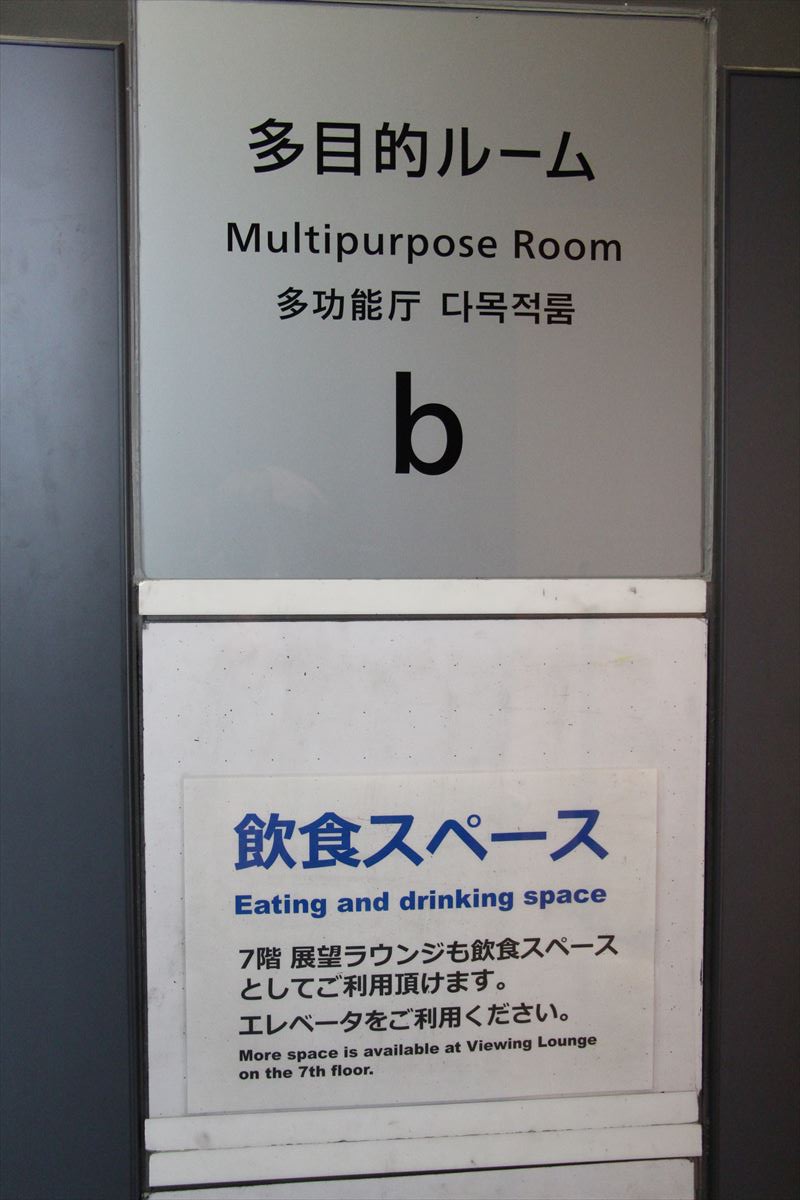 多目的ルーム
Multipurpose Room
多功能厅 다목적룸
b
飲食スペース
Eating and drinking space
7階 展望ラウンジも飲食スペース
としてご利用頂けます。
エレベータをご利用ください。
More space is available at Viewing Lounge
on the 7th floor.